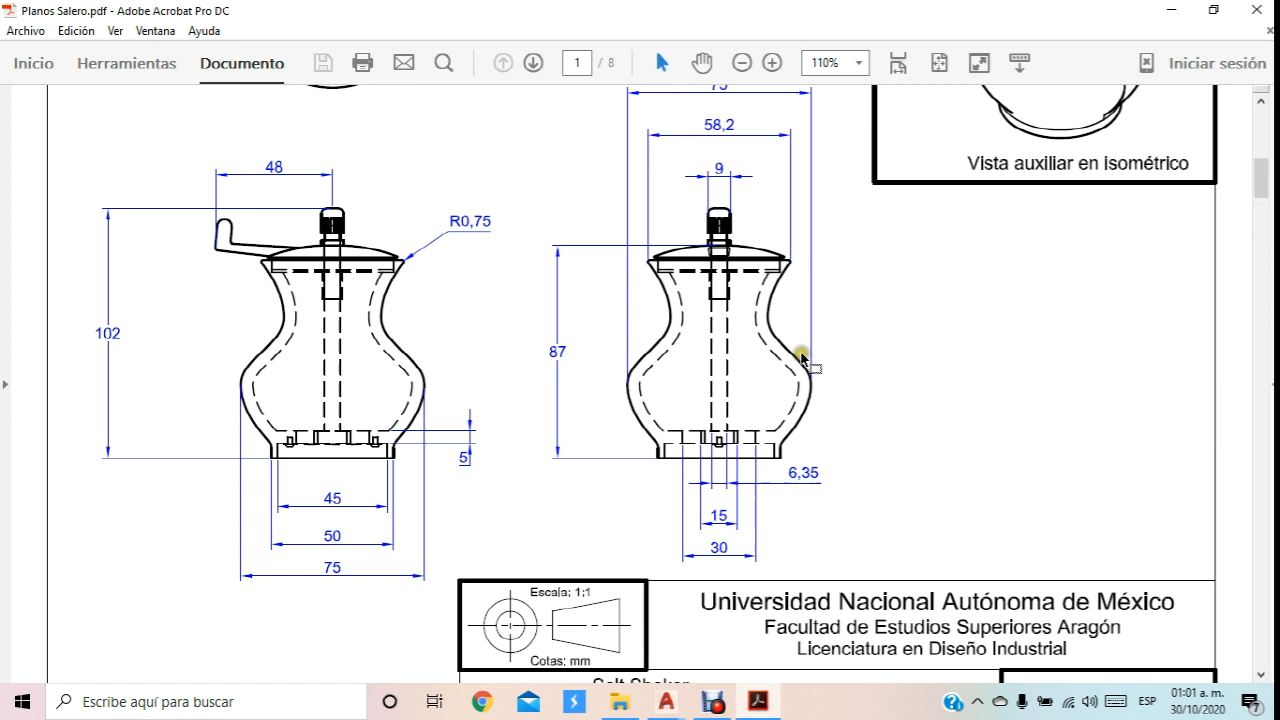 Planos Salero.pdf - Adobe Acrobat Pro DC
Archivo Edición Ver Ventana Ayuda
Inicio Herramientas Documento 1 / 8 110% Iniciar sesión
75
58,2
Vista auxiliar en Isométrico
48
9
R0,75
102
87
5
6,35
45
15
50
30
75
Escala; 1:1
Universidad Nacional Autónoma de México
Facultad de Estudios Superiores Aragón
Licenciatura en Diseño Industrial
Cotas; mm
Salt Shaker
Escribe aquí para buscar
ESP
01:01 a. m.
30/10/2020
7